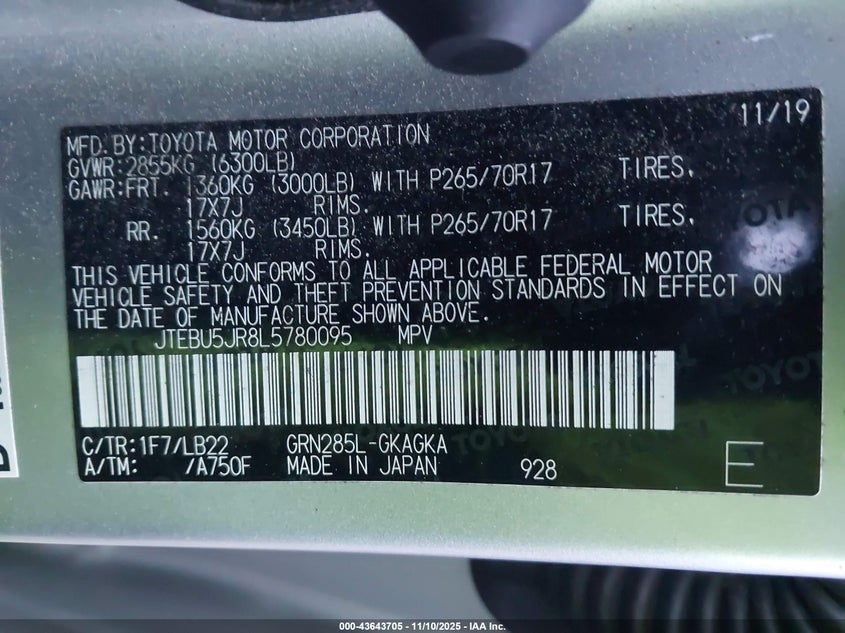 11/19
MFD.BY:TOYOTA MOTOR CORPORATION
GVWR:2855KG (6300LB)
GAWR:FRT. 1360KG (3000LB) WITH P265/70R17 TIRES,
17X7J RIMS.
RR. 1560KG (3450LB) WITH P265/70R17 TIRES,
17X7J RIMS.
THIS VEHICLE CONFORMS TO ALL APPLICABLE FEDERAL MOTOR
VEHICLE SAFETY AND THEFT PREVENTION STANDARDS IN EFFECT ON
THE DATE OF MANUFACTURE SHOWN ABOVE.
JTEBU5JR8L5780095 MPV
C/TR:1F7/LB22 GRN285L-GKAGKA
A/TM: /A750F MADE IN JAPAN 928 E
TOYOTA
TOYOTA
000-43643705 - 11/10/2025 - IAA Inc.